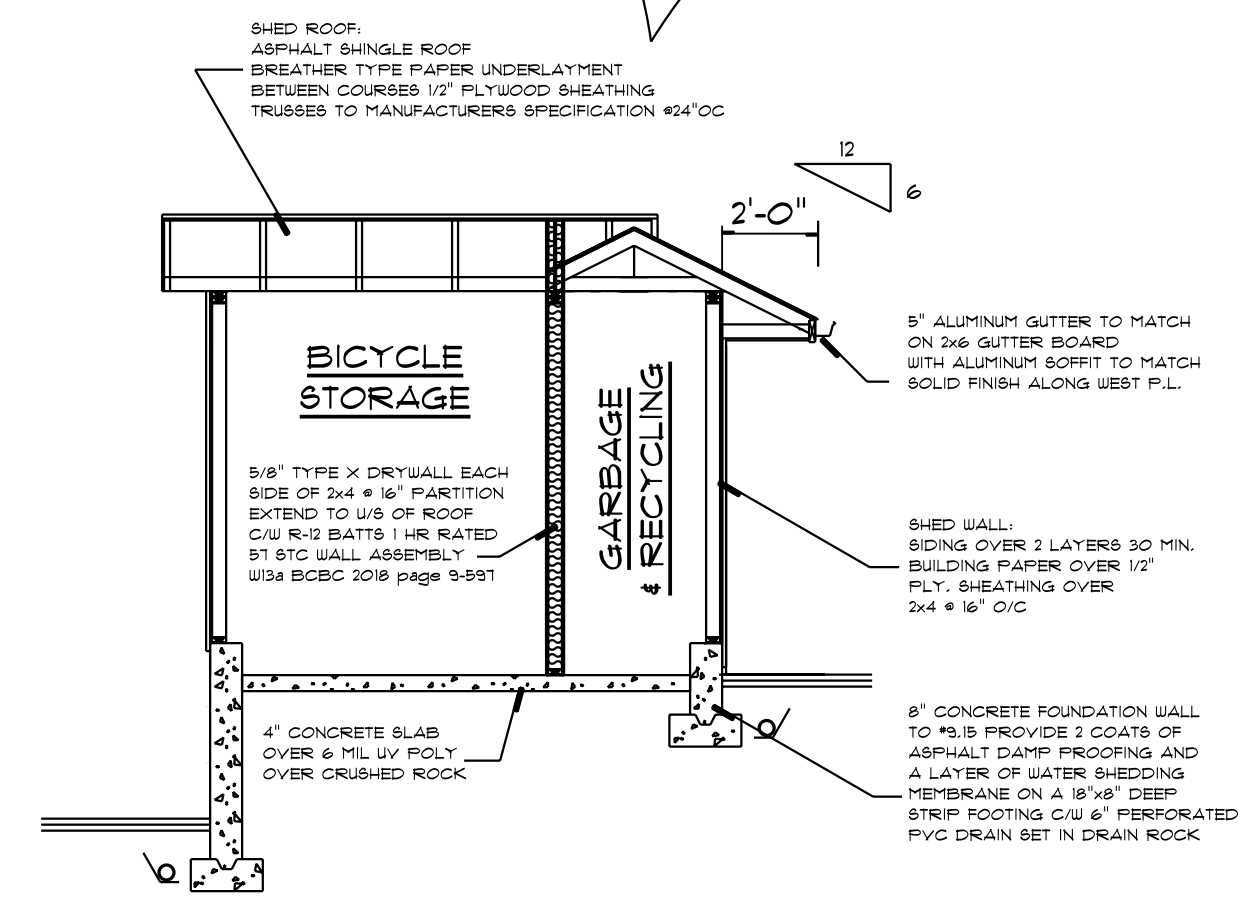 SHED ROOF:
ASPHALT SHINGLE ROOF
BREATHER TYPE PAPER UNDERLAYMENT
BETWEEN COURSES 1/2" PLYWOOD SHEATHING
TRUSSES TO MANUFACTURERS SPECIFICATION @24"OC
12
6
2'-0"
5" ALUMINUM GUTTER TO MATCH
ON 2x6 GUTTER BOARD
WITH ALUMINUM SOFFIT TO MATCH
SOLID FINISH ALONG WEST P.L.
BICYCLE
STORAGE
GARBAGE
& RECYCLING
5/8" TYPE X DRYWALL EACH
SIDE OF 2x4 @ 16" PARTITION
EXTEND TO U/S OF ROOF
C/W R-12 BATTS 1 HR RATED
57 STC WALL ASSEMBLY
W13a BCBC 2018 page 9-597
SHED WALL:
SIDING OVER 2 LAYERS 30 MIN.
BUILDING PAPER OVER 1/2"
PLY. SHEATHING OVER
2x4 @ 16" O/C
4" CONCRETE SLAB
OVER 6 MIL UV POLY
OVER CRUSHED ROCK
8" CONCRETE FOUNDATION WALL
TO #9.15 PROVIDE 2 COATS OF
ASPHALT DAMP PROOFING AND
A LAYER OF WATER SHEDDING
MEMBRANE ON A 18"x8" DEEP
STRIP FOOTING C/W 6" PERFORATED
PVC DRAIN SET IN DRAIN ROCK